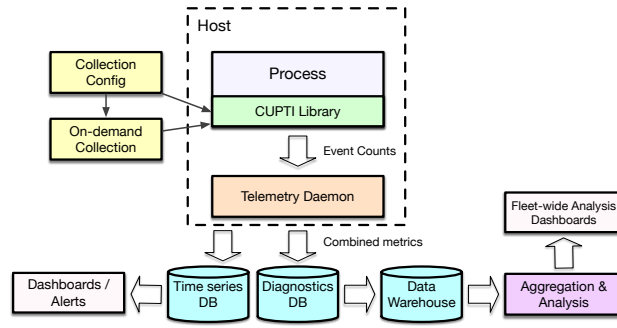 Host
Collection
Config
Process
CUPTI Library
On-demand
Collection
Event Counts
Telemetry Daemon
Fleet-wide Analysis
Dashboards
Combined metrics
Dashboards /
Alerts
Time series
DB
Diagnostics
DB
Data
Warehouse
Aggregation &
Analysis